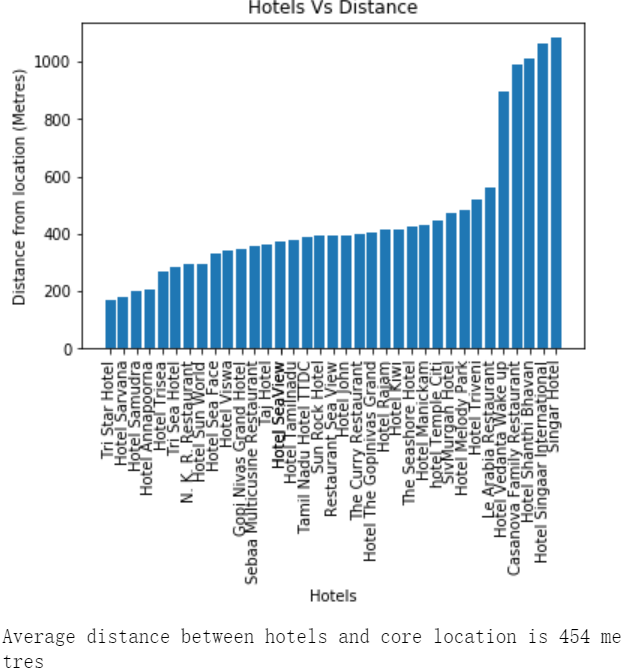 Hotels Vs Distance
Distance from location (Metres)
1000
800
600
400
200
0
Tri Star Hotel
Hotel Sarvana
Hotel Samudra
Hotel Annapoorna
Hotel Trisea
Tri Sea Hotel
N. K. R. Restaurant
Hotel Sun World
Hotel Sea Face
Hotel Viswa
Gopi Nivas Grand Hotel
Sebaa Multicusine Restaurant
Taj Hotel
Hotel SeaView
Hotel Tamilnadu
Tamil Nadu Hotel TTDC
Sun Rock Hotel
Restaurant Sea View
Hotel John
The Curry Restaurant
Hotel The Gopinivas Grand
Hotel Rajam
Hotel Kiwi
The Seashore Hotel
Hotel Manickam
hotel Temple Citi
SivMurugan Hotel
Hotel Melody Park
Hotel Triveni
Le Arabia Restaurant
Hotel Vedanta Wake up
Casanova Family Restaurant
Hotel Shanthi Bhavan
Hotel Singaar International
Singar Hotel
Hotels
Average distance between hotels and core location is 454 me
tres